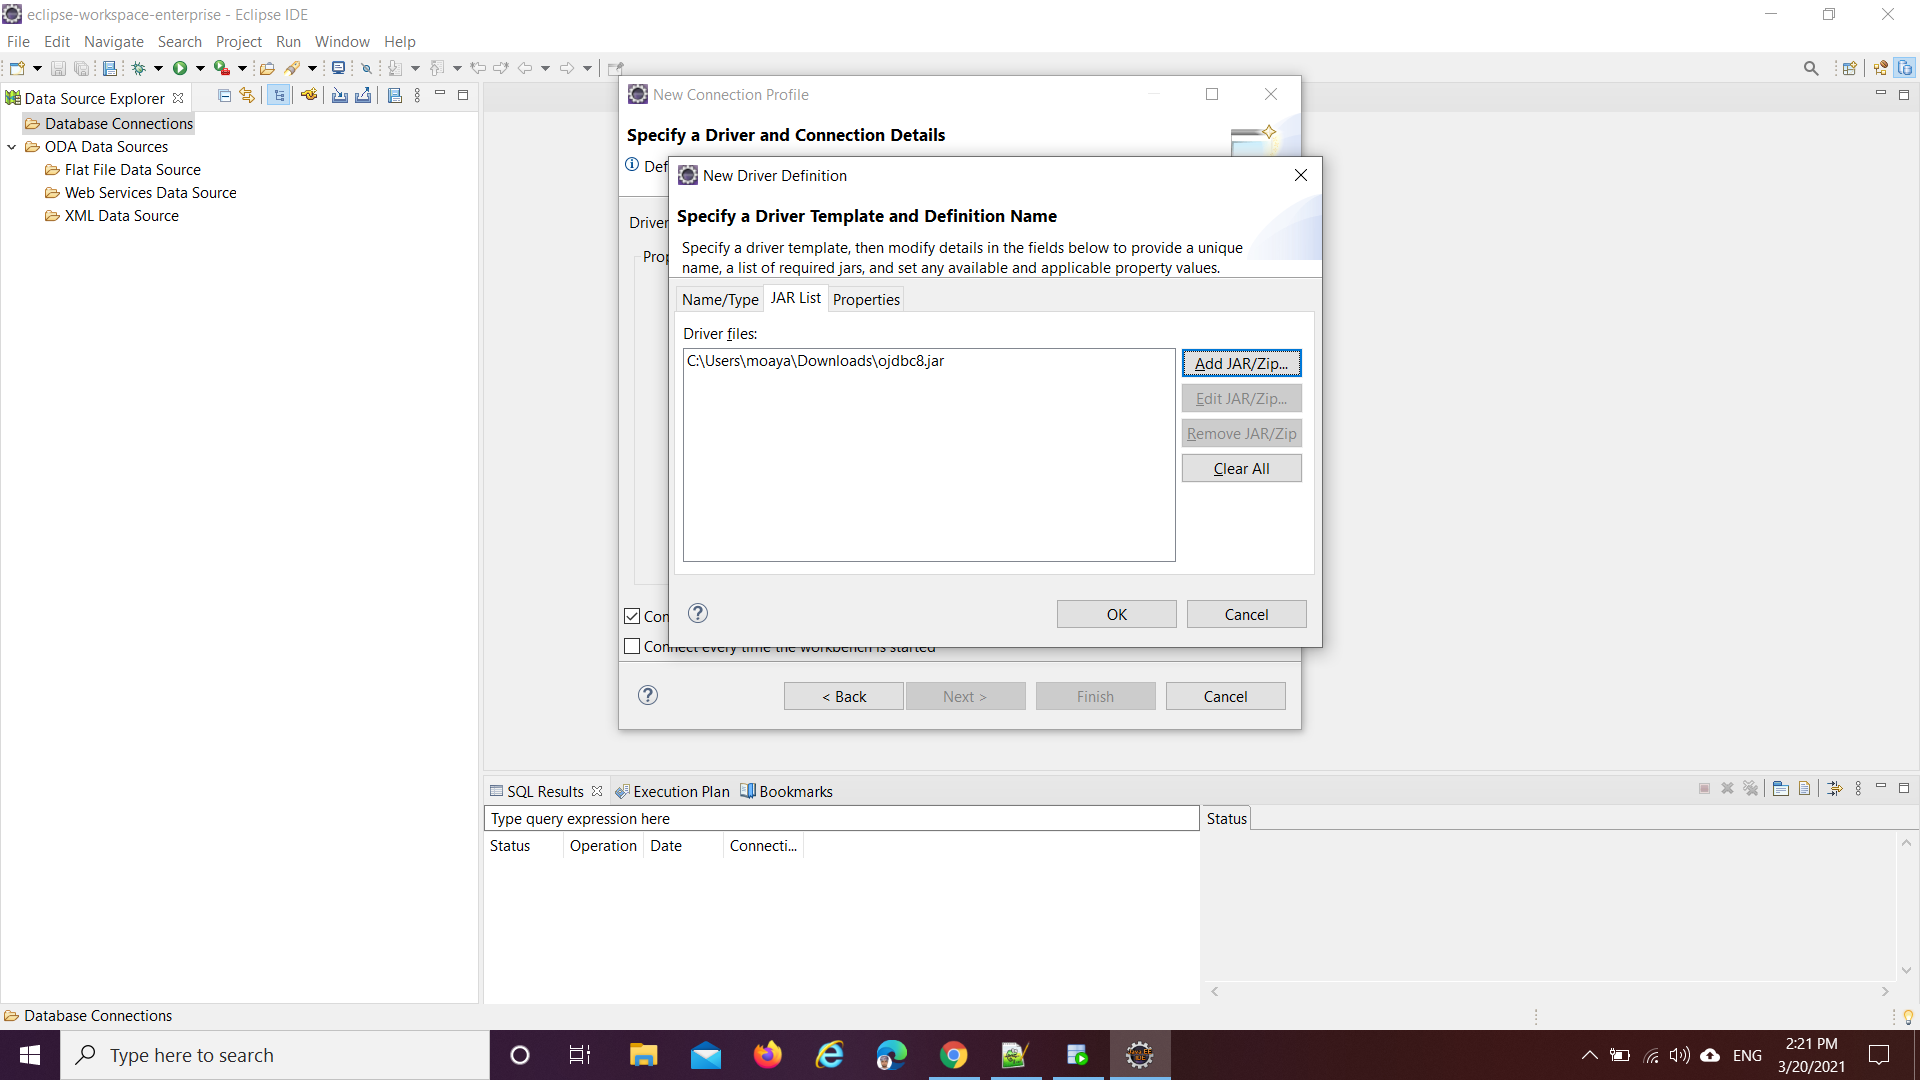 eclipse-workspace-enterprise - Eclipse IDE
File Edit Navigate Search Project Run Window Help
Data Source Explorer
Database Connections
ODA Data Sources
Flat File Data Source
Web Services Data Source
XML Data Source
New Connection Profile
Specify a Driver and Connection Details
Def
Driver
Prop
New Driver Definition
Specify a Driver Template and Definition Name
Specify a driver template, then modify details in the fields below to provide a unique
name, a list of required jars, and set any available and applicable property values.
Name/Type JAR List Properties
Driver files:
C:\Users\moaya\Downloads\ojdbc8.jar
Add JAR/Zip...
Edit JAR/Zip...
Remove JAR/Zip
Clear All
OK Cancel
Con
Connect every time the workbench is started
< Back Next > Finish Cancel
SQL Results Execution Plan Bookmarks
Type query expression here
Status
Status Operation Date Connecti...
Database Connections
Type here to search
ENG
2:21 PM
3/20/2021